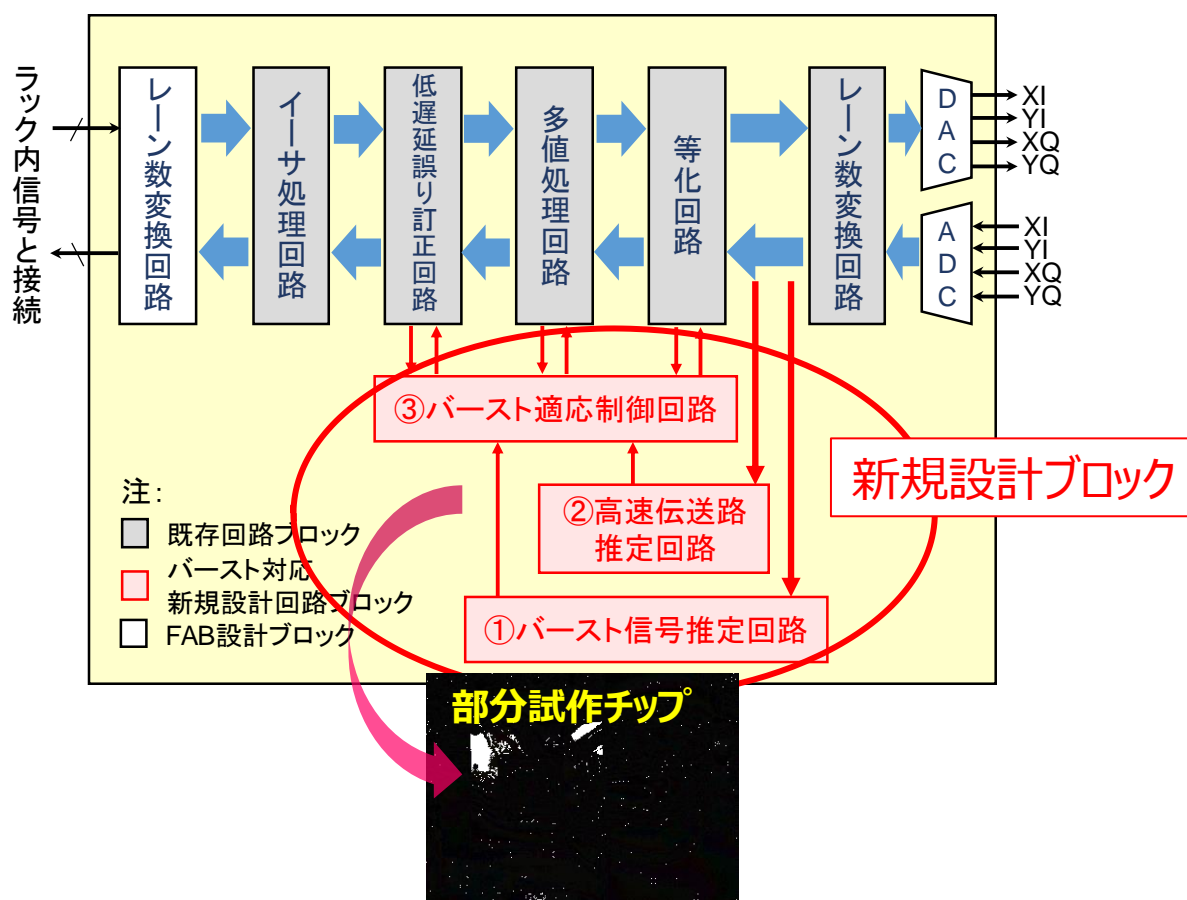 ラック内信号と接続
レーン数変換回路
イーサ処理回路
低遅延誤り訂正回路
多値処理回路
等化回路
レーン数変換回路
DAC
XI
YI
XQ
YQ
ADC
XI
YI
XQ
YQ
③バースト適応制御回路
新規設計ブロック
②高速伝送路
推定回路
①バースト信号推定回路
注:
既存回路ブロック
バースト対応
新規設計回路ブロック
FAB設計ブロック
部分試作チップ